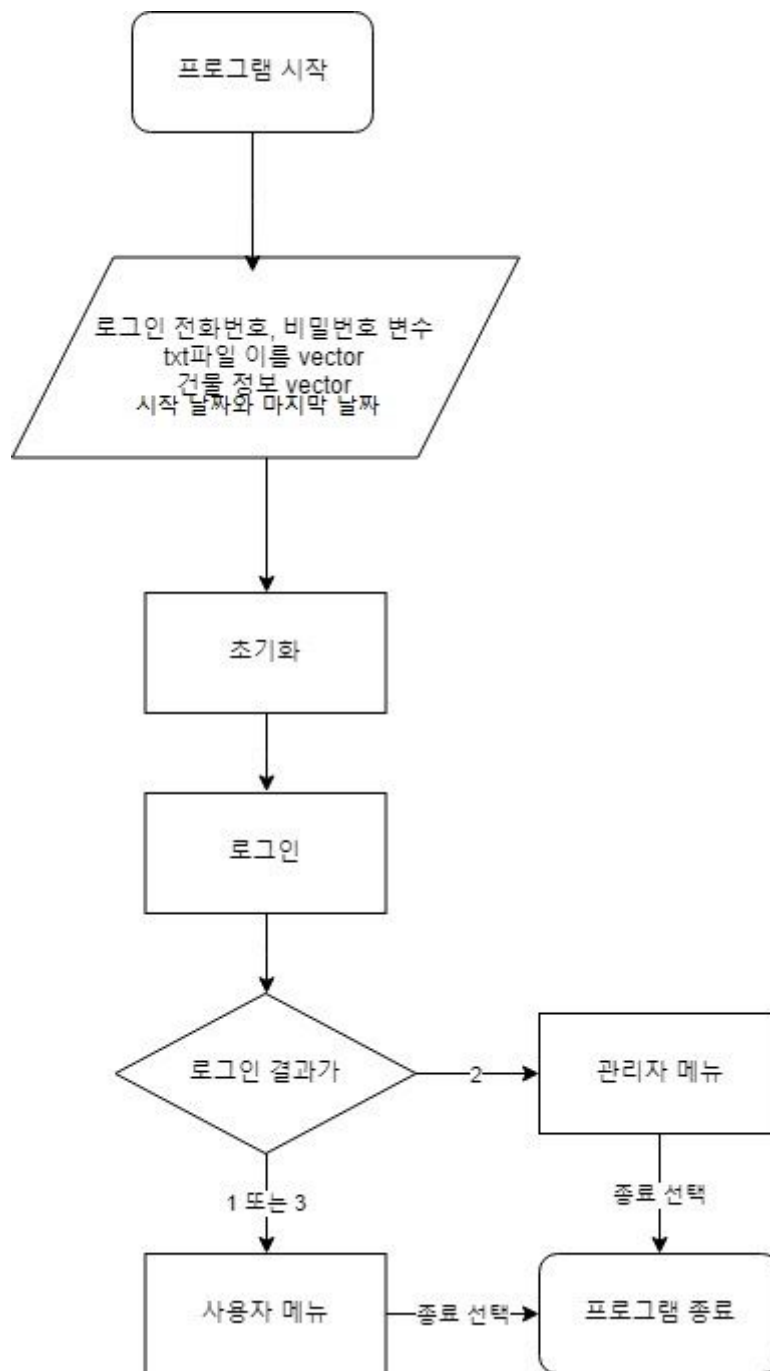 프로그램 시작
로그인 전화번호, 비밀번호 변수
txt파일 이름 vector
건물 정보 vector
시작 날짜와 마지막 날짜
초기화
로그인
로그인 결과가
2
관리자 메뉴
1 또는 3
종료 선택
사용자 메뉴
종료 선택
프로그램 종료